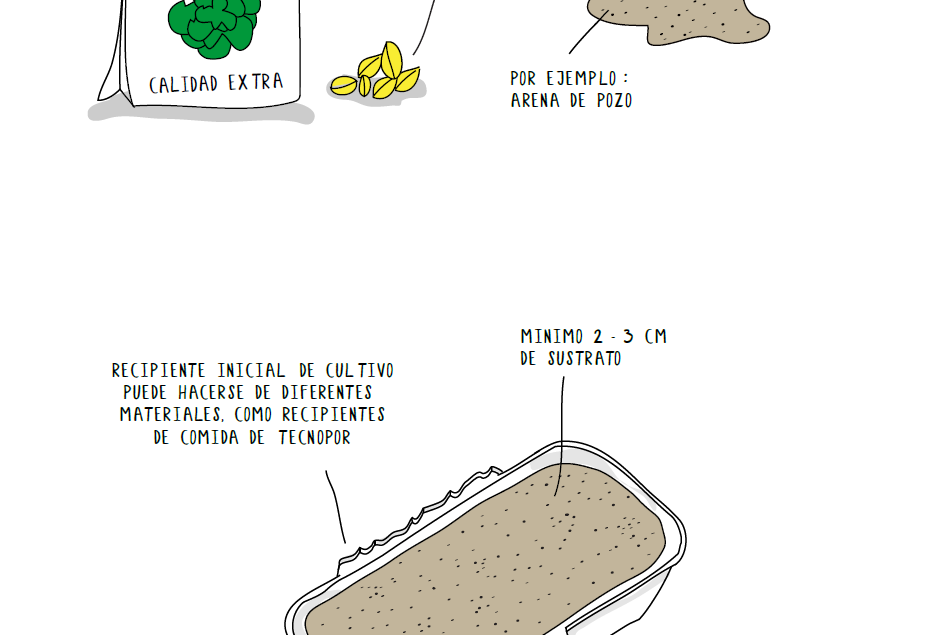 CALIDAD EXTRA
POR EJEMPLO :
ARENA DE POZO
MINIMO 2 - 3 CM
DE SUSTRATO
RECIPIENTE INICIAL DE CULTIVO
PUEDE HACERSE DE DIFERENTES
MATERIALES, COMO RECIPIENTES
DE COMIDA DE TECNOPOR